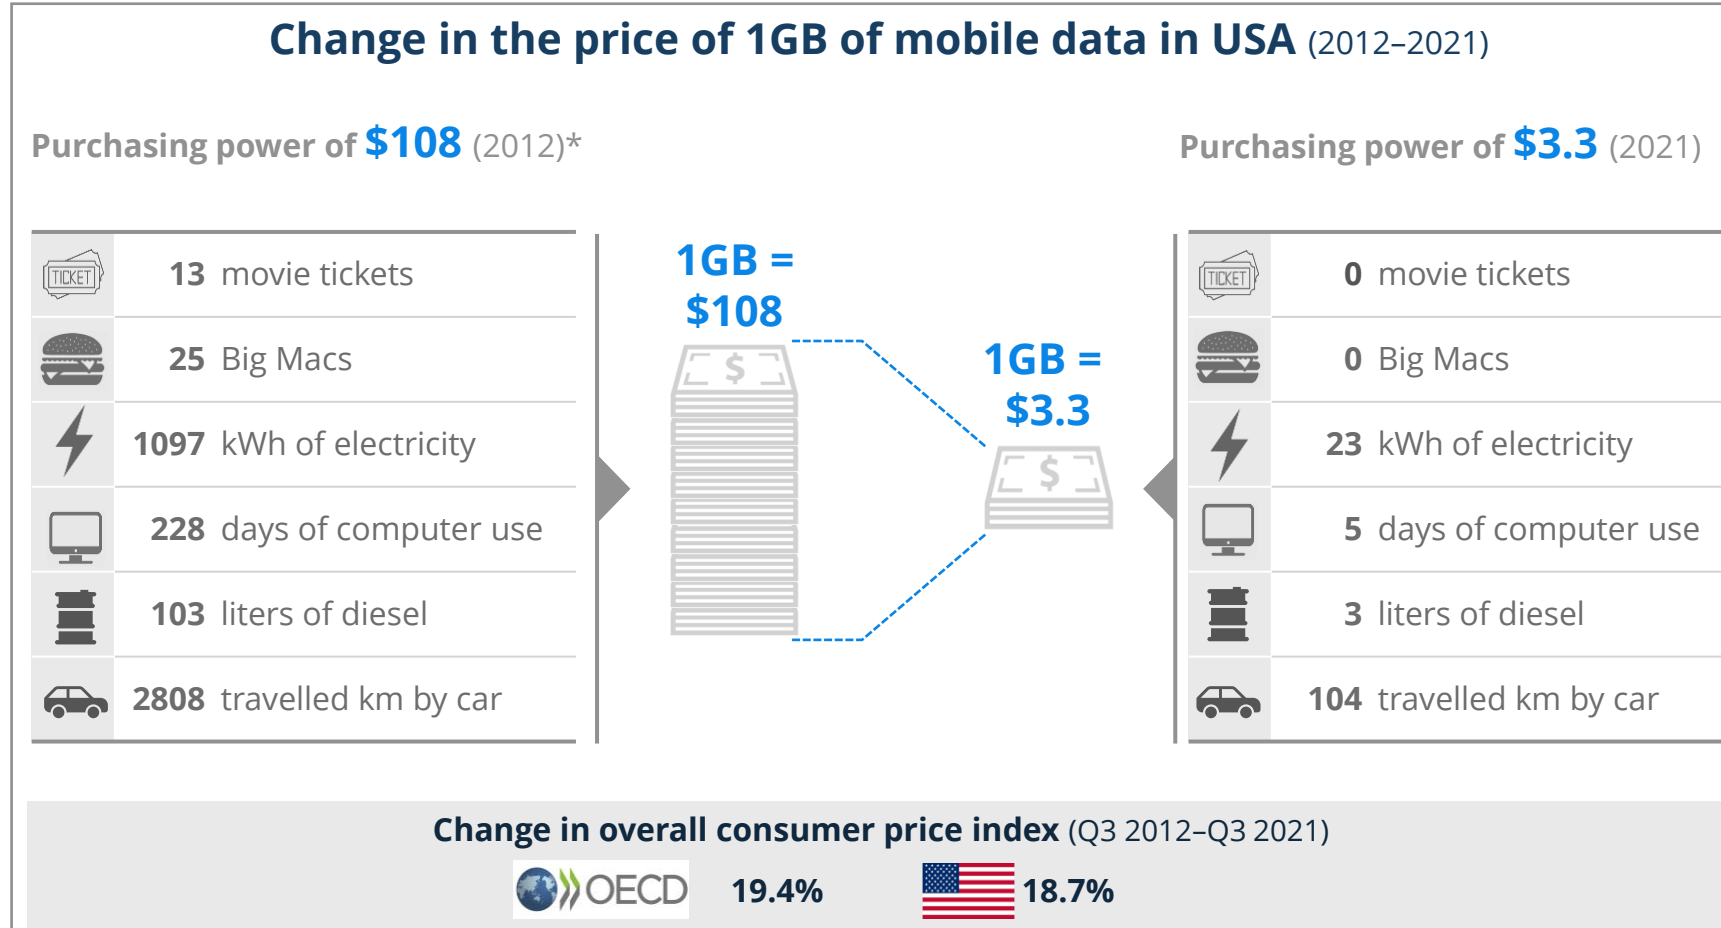 Change in the price of 1GB of mobile data in USA (2012–2021)
Purchasing power of $108 (2012)*
Purchasing power of $3.3 (2021)
TICKET
13 movie tickets
25 Big Macs
1097 kWh of electricity
228 days of computer use
103 liters of diesel
2808 travelled km by car
1GB =
$108
$
1GB =
$3.3
$
TICKET
0 movie tickets
0 Big Macs
23 kWh of electricity
5 days of computer use
3 liters of diesel
104 travelled km by car
Change in overall consumer price index (Q3 2012–Q3 2021)
OECD 19.4% 18.7%